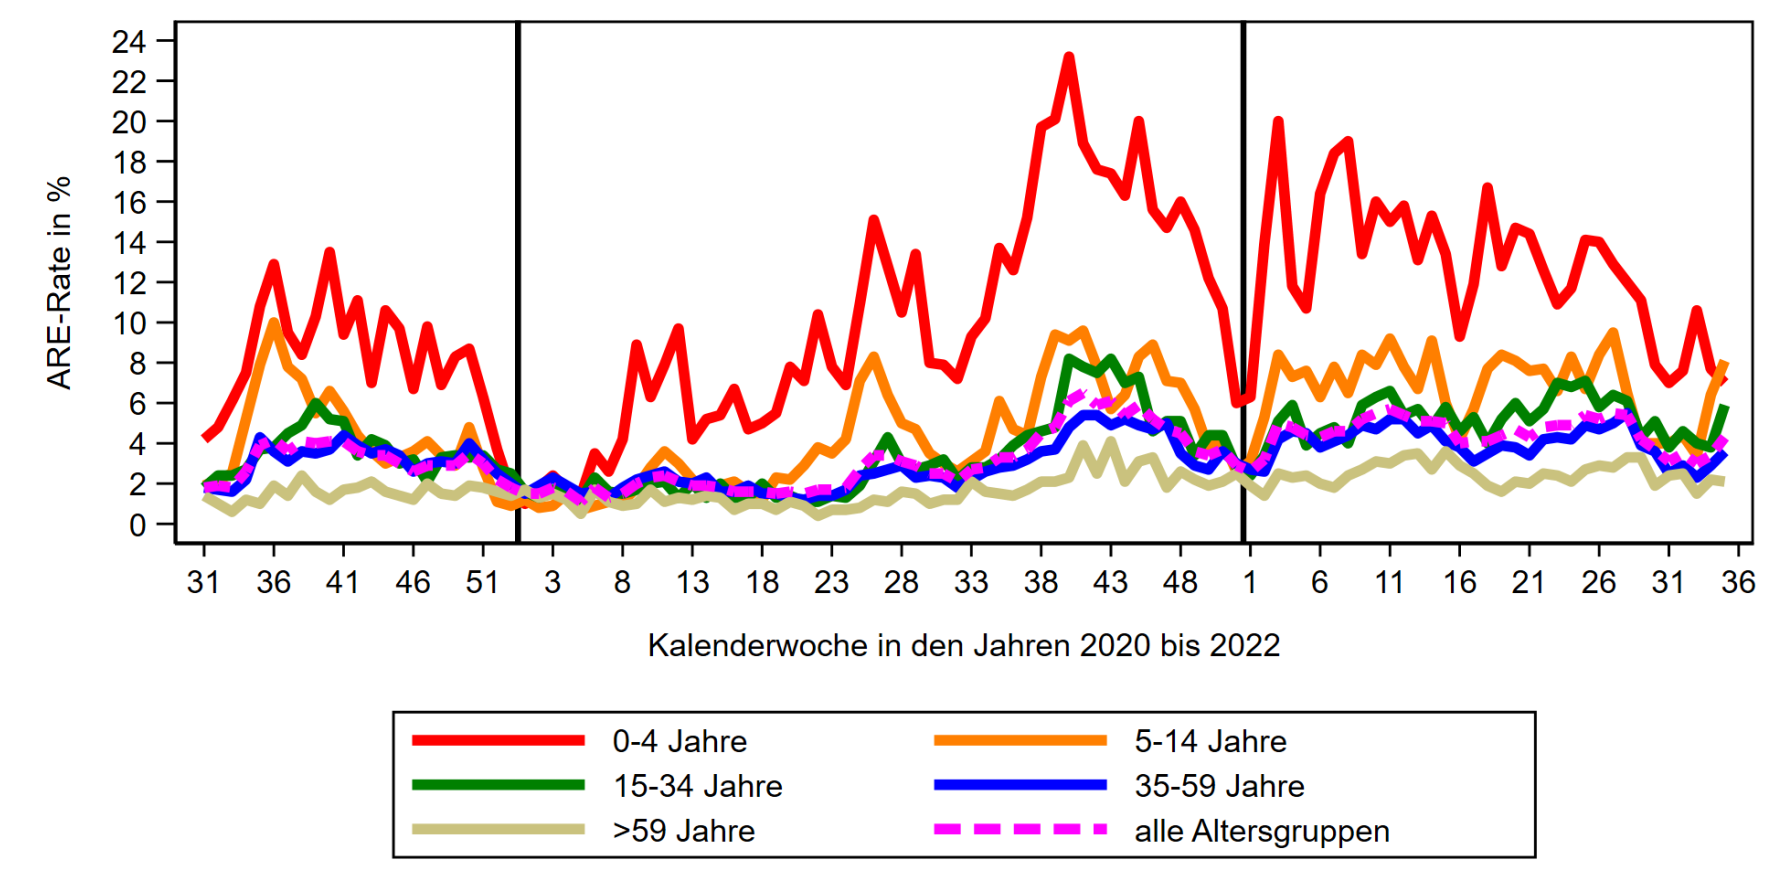 ARE-Rate in %
24
22
20
18
16
14
12
10
8
6
4
2
0
31 36 41 46 51 3 8 13 18 23 28 33 38 43 48 1 6 11 16 21 26 31 36
Kalenderwoche in den Jahren 2020 bis 2022
0-4 Jahre 5-14 Jahre
15-34 Jahre 35-59 Jahre
>59 Jahre alle Altersgruppen